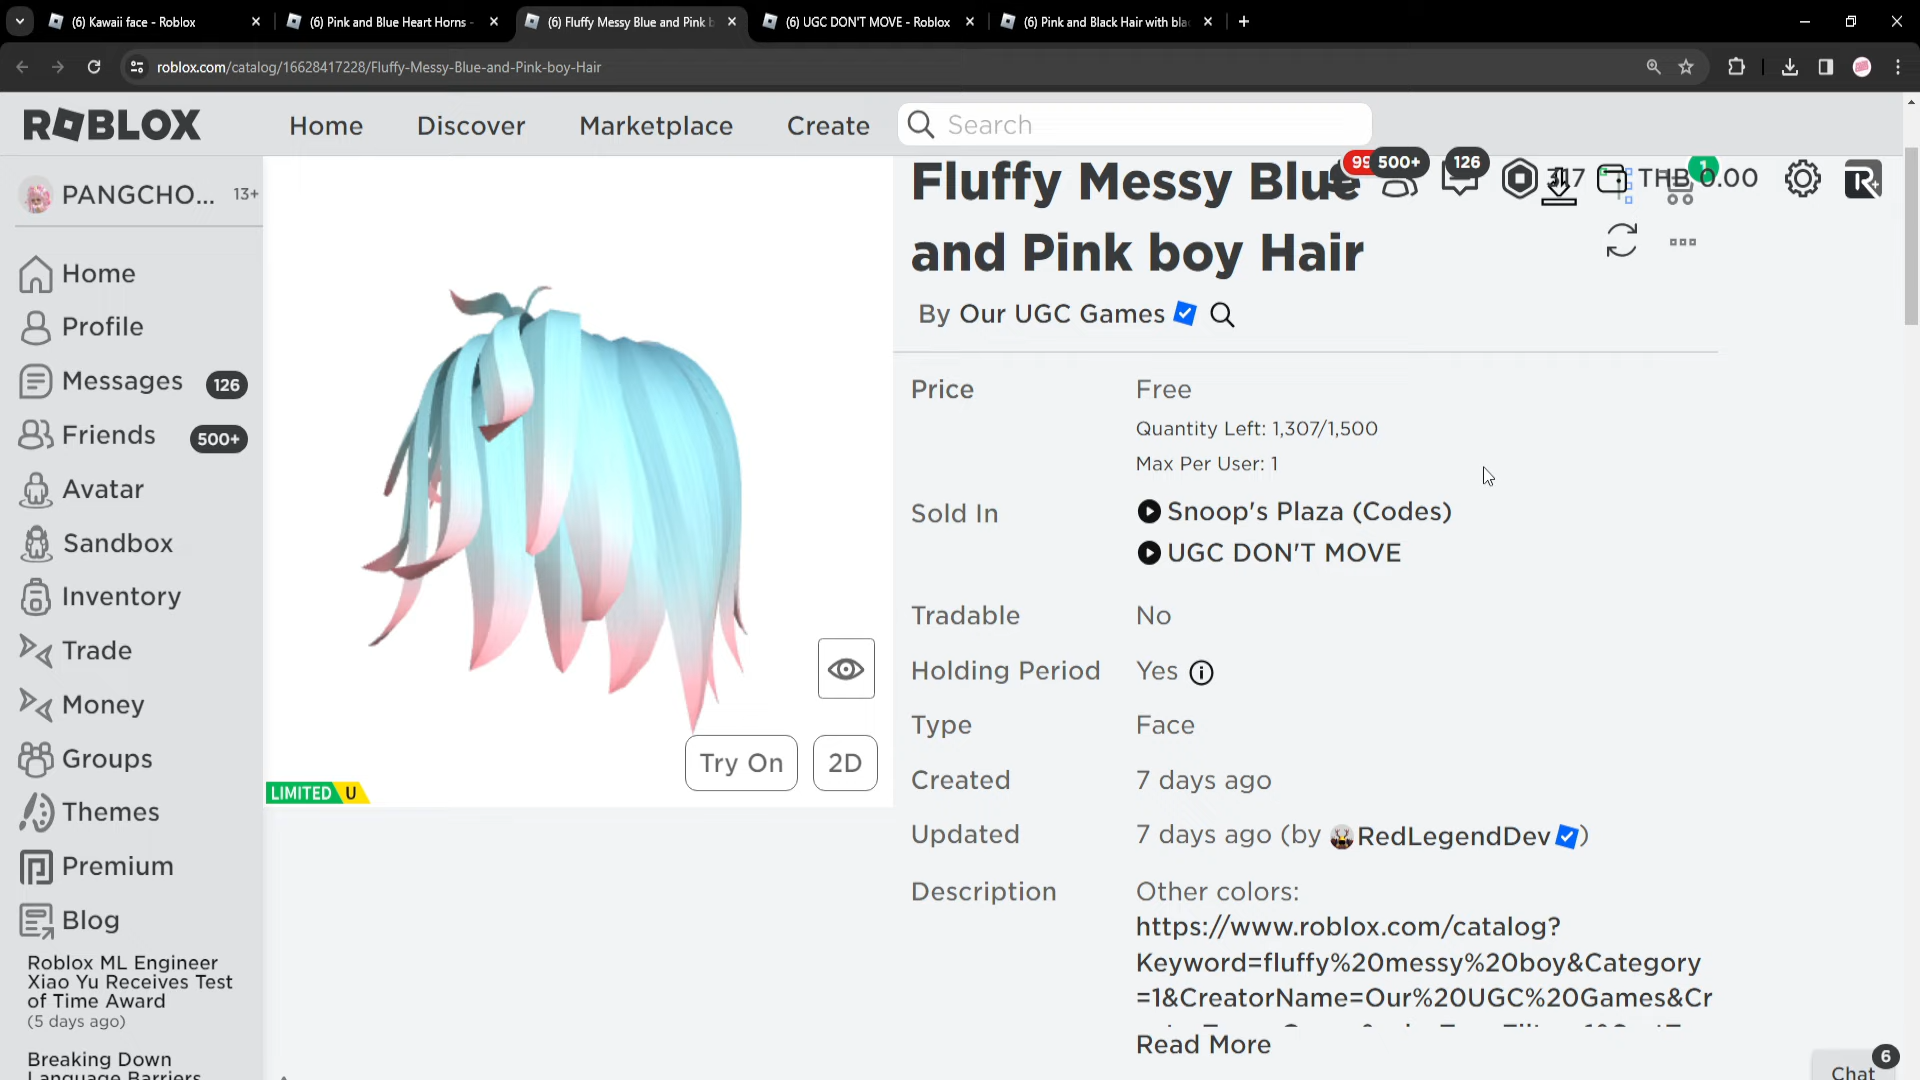 (6) Kawaii face - Roblox
(6) Pink and Blue Heart Horns -
(6) Fluffy Messy Blue and Pink b
(6) UGC DON'T MOVE - Roblox
(6) Pink and Black Hair with bla
roblox.com/catalog/16628417228/Fluffy-Messy-Blue-and-Pink-boy-Hair
ROBLOX
Home
Discover
Marketplace
Create
Search
PANGCHO...
13+
Home
Profile
Messages
126
Friends
500+
Avatar
Sandbox
Inventory
Trade
Money
Groups
Themes
Premium
Blog
Roblox ML Engineer
Xiao Yu Receives Test
of Time Award
(5 days ago)
Breaking Down
Language Barriers
LIMITED U
Try On
2D
Fluffy Messy Blue
and Pink boy Hair
99
500+
126
317
THB 0.00
1
By Our UGC Games
Price
Free
Quantity Left: 1,307/1,500
Max Per User: 1
Sold In
Snoop's Plaza (Codes)
UGC DON'T MOVE
Tradable
No
Holding Period
Yes
Type
Face
Created
7 days ago
Updated
7 days ago (by RedLegendDev)
Description
Other colors:
https://www.roblox.com/catalog?
Keyword=fluffy%20messy%20boy&Category
=1&CreatorName=Our%20UGC%20Games&Cr
Read More
Chat
6